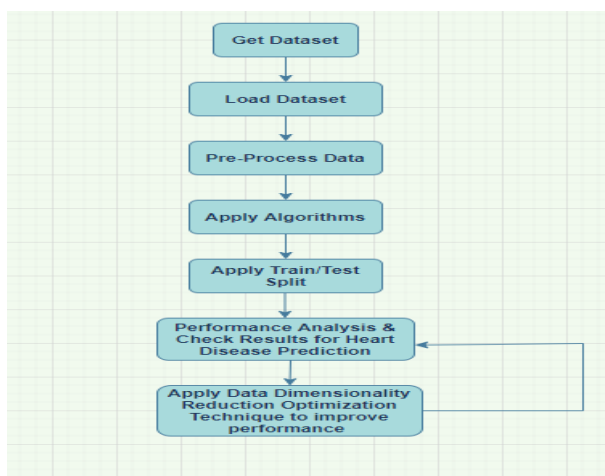 Get Dataset
Load Dataset
Pre-Process Data
Apply Algorithms
Apply Train/Test
Split
Performance Analysis &
Check Results for Heart
Disease Prediction
Apply Data Dimensionality
Reduction Optimization
Technique to improve
performance